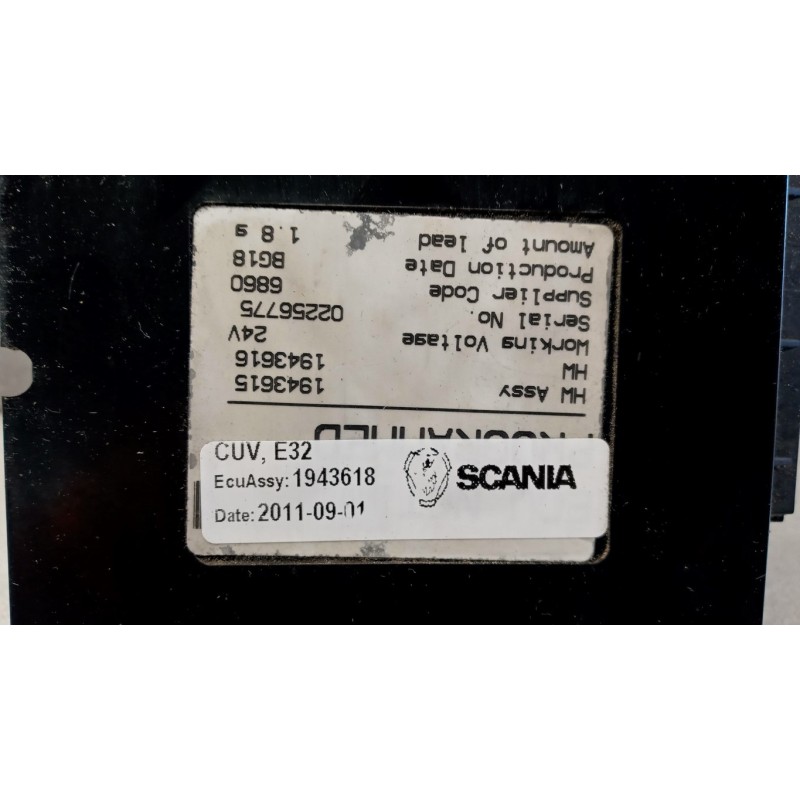 CUV, E32
EcuAssy: 1943618
Date: 2011-09-01
SCANIA
HW Assy 1943615
HW 1943616
Working Voltage 24V
Serial No. 02256775
Supplier Code 6860
Production Date BG18
Amount of lead 1.8 g